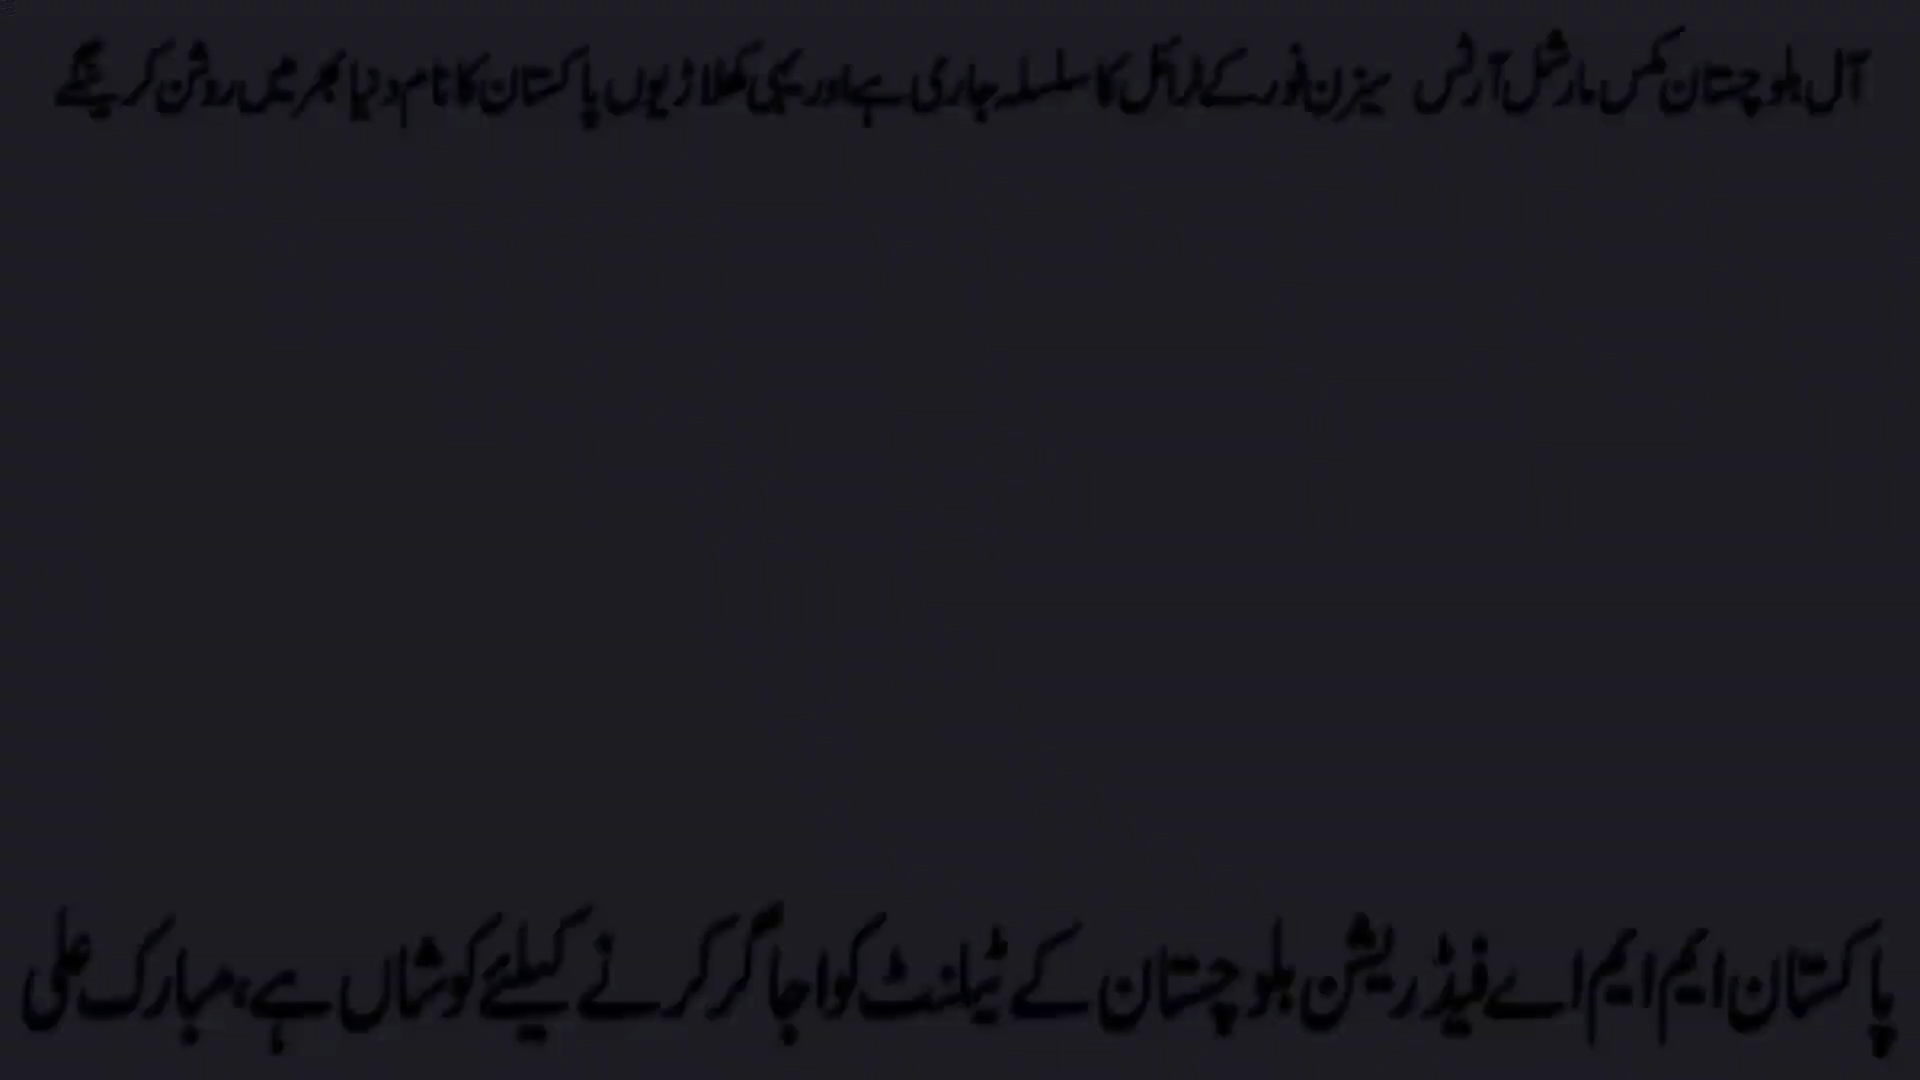 آل بلوچستان مکس مارشل آرٹس سیزن فور کے ٹرائل کا سلسلہ جاری ہے اور یہی کھلاڑیوں پاکستان کا نام دنیا بھر میں روشن کرینگے
پاکستان ایم ایم اے فیڈریشن بلوچستان کے ٹیلنٹ کو اجاگر کرنے کیلئے کوشاں ہے، مبارک علی